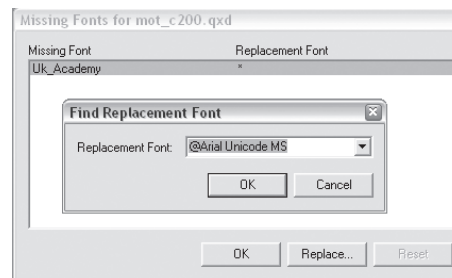 Missing Fonts for mot_c200.qxd
Missing Font Replacement Font
Uk_Academy *
Find Replacement Font
Replacement Font: @Arial Unicode MS
OK Cancel
OK Replace... Reset